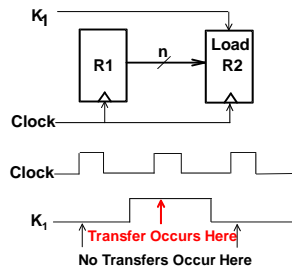 K1
n
Load
R1
R2
Clock
Clock
K1
Transfer Occurs Here
No Transfers Occur Here